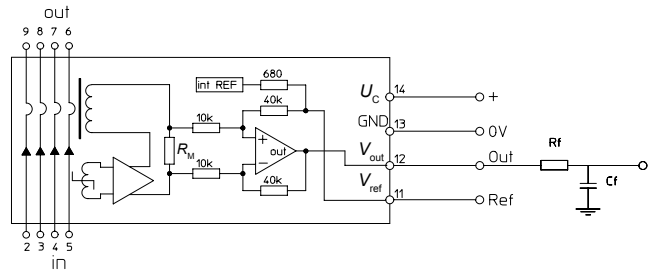 out
9 8 7 6
int REF
680
U_C 14 +
40k
10k
GND 13 0V
R_M
+
out
V_out 12 Out
Rf
10k
−
40k
V_ref 11 Ref
Cf
2 3 4 5
in